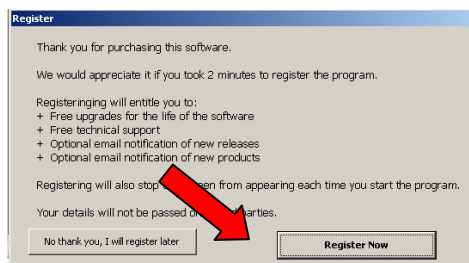 Register
Thank you for purchasing this software.
We would appreciate it if you took 2 minutes to register the program.
Registeringing will entitle you to:
+ Free upgrades for the life of the software
+ Free technical support
+ Optional email notification of new releases
+ Optional email notification of new products
Registering will also stop from appearing each time you start the program.
Your details will not be passed
No thank you, I will register later
Register Now